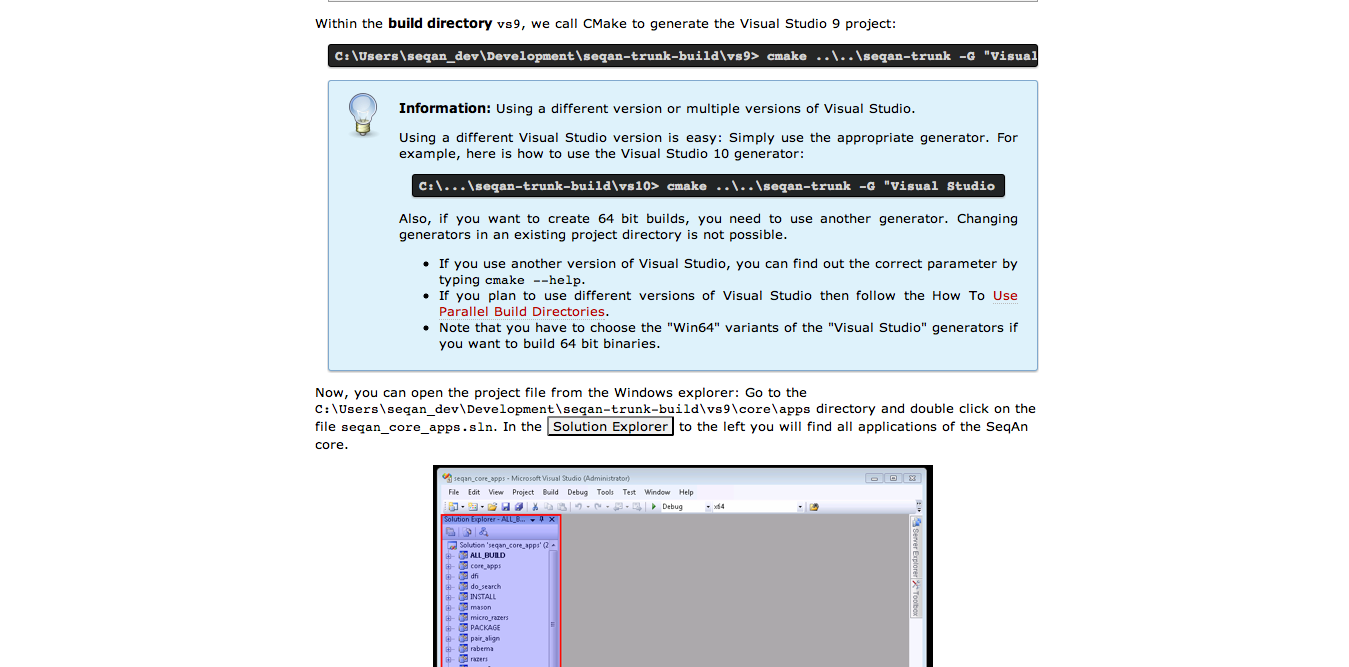 Within the build directory vs9, we call CMake to generate the Visual Studio 9 project:
C:\Users\seqan_dev\Development\seqan-trunk-build\vs9> cmake ..\..\seqan-trunk -G "Visual
Information: Using a different version or multiple versions of Visual Studio.
Using a different Visual Studio version is easy: Simply use the appropriate generator. For
example, here is how to use the Visual Studio 10 generator:
C:\...\seqan-trunk-build\vs10> cmake ..\..\seqan-trunk -G "Visual Studio
Also, if you want to create 64 bit builds, you need to use another generator. Changing
generators in an existing project directory is not possible.
• If you use another version of Visual Studio, you can find out the correct parameter by
typing cmake --help.
• If you plan to use different versions of Visual Studio then follow the How To Use
Parallel Build Directories.
• Note that you have to choose the "Win64" variants of the "Visual Studio" generators if
you want to build 64 bit binaries.
Now, you can open the project file from the Windows explorer: Go to the
C:\Users\seqan_dev\Development\seqan-trunk-build\vs9\core\apps directory and double click on the
file seqan_core_apps.sln. In the Solution Explorer to the left you will find all applications of the SeqAn
core.
seqan_core_apps - Microsoft Visual Studio (Administrator)
File Edit View Project Build Debug Tools Test Window Help
Debug x64
Solution Explorer - ALL_B...
Solution 'seqan_core_apps' (2
ALL_BUILD
core_apps
dfi
do_search
INSTALL
mason
micro_razers
PACKAGE
pair_align
rabema
razers
Server Explorer
Toolbox